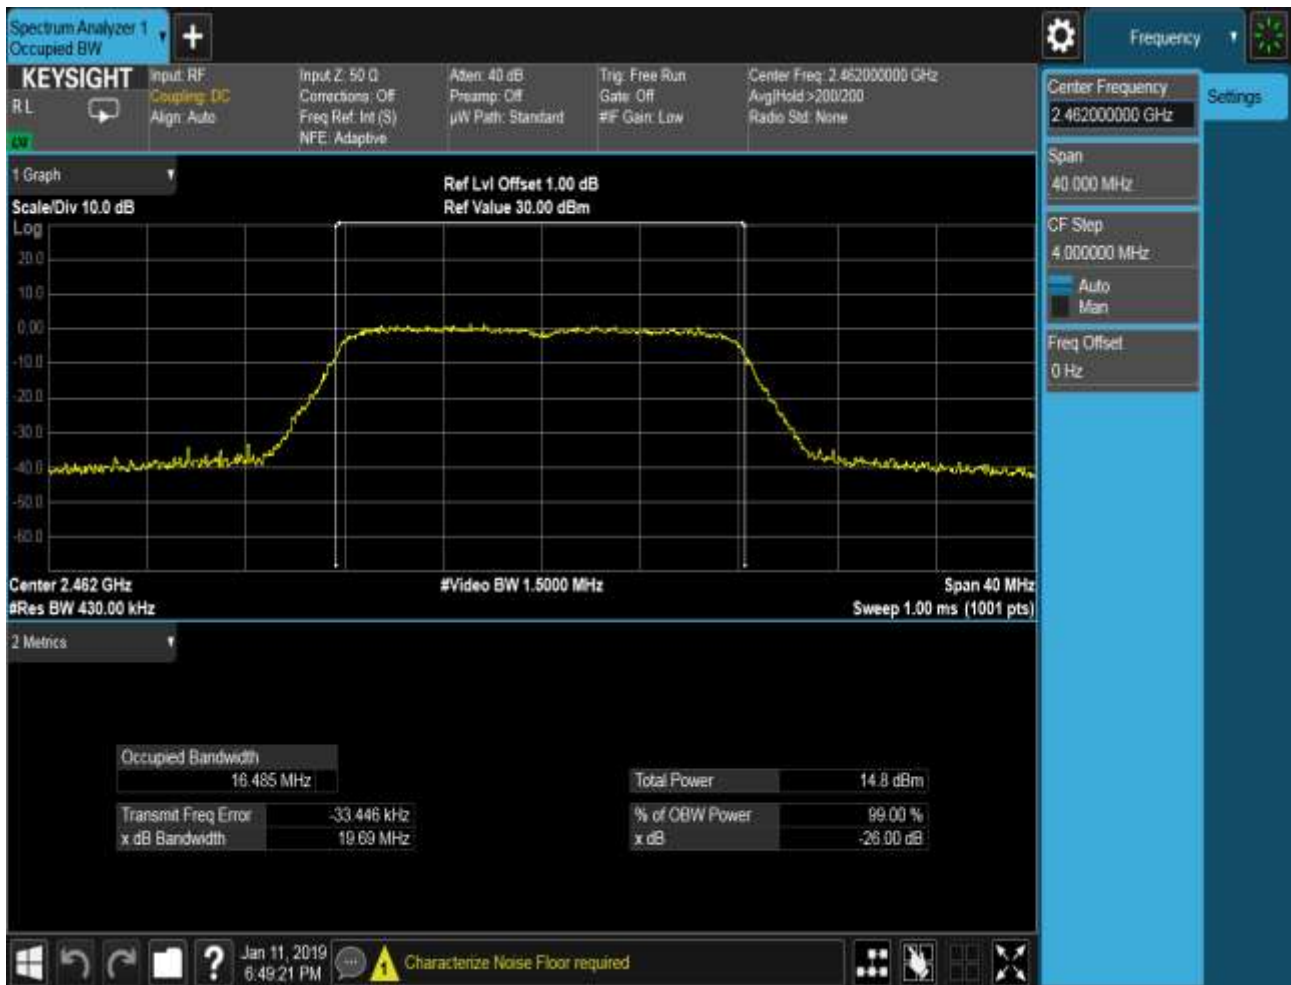 Spectrum Analyzer 1
Occupied BW
Frequency
KEYSIGHT
R L
Input: RF
Coupling: DC
Align: Auto
Input Z: 50 Ω
Corrections: Off
Freq Ref: Int (S)
NFE: Adaptive
Atten: 40 dB
Preamp: Off
µW Path: Standard
Trig: Free Run
Gate: Off
#IF Gain: Low
Center Freq: 2.462000000 GHz
Avg|Hold >200/200
Radio Std: None
Center Frequency
2.462000000 GHz
Settings
Span
40.000 MHz
CF Step
4.000000 MHz
Auto
Man
Freq Offset
0 Hz
1 Graph
Scale/Div 10.0 dB
Ref Lvl Offset 1.00 dB
Ref Value 30.00 dBm
Log
20.0
10.0
0.00
-10.0
-20.0
-30.0
-40.0
-50.0
-60.0
Center 2.462 GHz
#Video BW 1.5000 MHz
Span 40 MHz
#Res BW 430.00 kHz
Sweep 1.00 ms (1001 pts)
2 Metrics
Occupied Bandwidth
16.485 MHz
Total Power 14.8 dBm
Transmit Freq Error -33.446 kHz
% of OBW Power 99.00 %
x dB Bandwidth 19.69 MHz
x dB -26.00 dB
?
Jan 11, 2019
6:49:21 PM
1
Characterize Noise Floor required